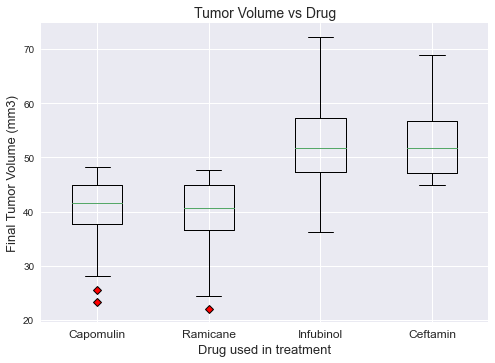 Tumor Volume vs Drug
Final Tumor Volume (mm3)
70
60
50
40
30
20
Capomulin
Ramicane
Infubinol
Ceftamin
Drug used in treatment